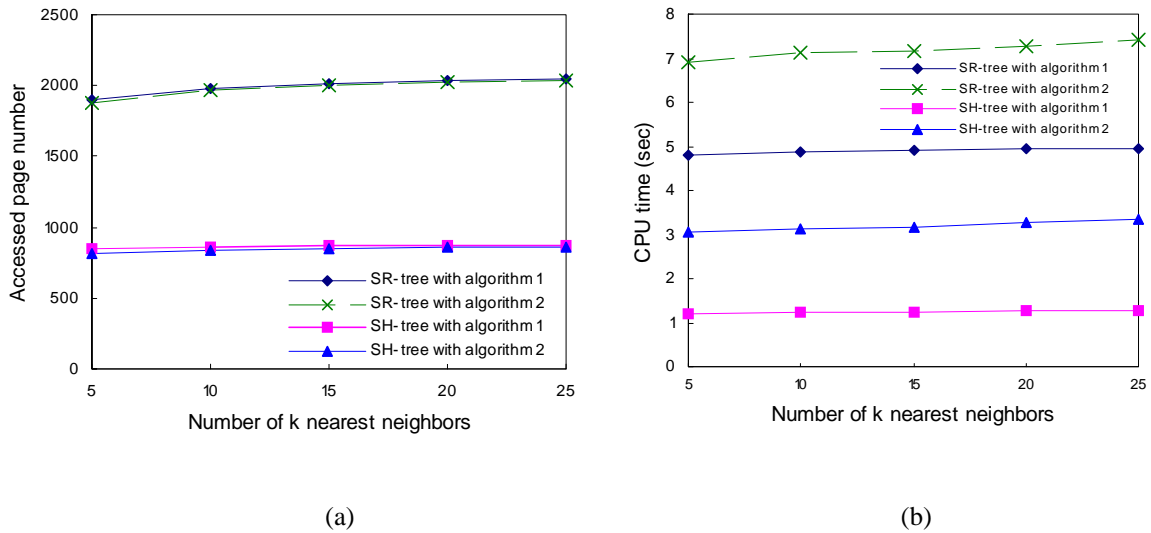 2500
2000
1500
1000
500
0
5
10
15
20
25
Accessed page number
Number of k nearest neighbors
SR-tree with algorithm 1
SR-tree with algorithm 2
SH-tree with algorithm 1
SH-tree with algorithm 2
(a)
8
7
6
5
4
3
2
1
0
5
10
15
20
25
CPU time (sec)
Number of k nearest neighbors
SR-tree with algorithm 1
SR-tree with algorithm 2
SH-tree with algorithm 1
SH-tree with algorithm 2
(b)